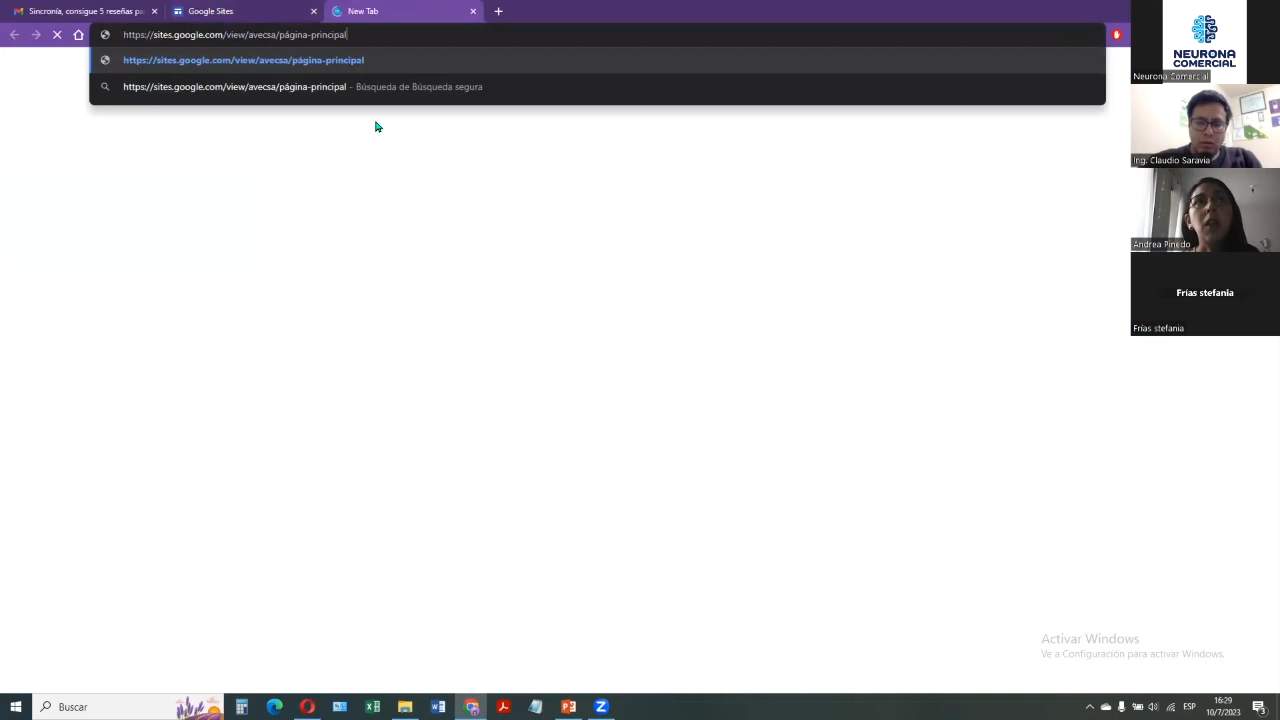 Sincronía, consigue 5 reseñas pa
Google Sites
New Tab
https://sites.google.com/view/avecsa/página-principal
https://sites.google.com/view/avecsa/página-principal
https://sites.google.com/view/avecsa/página-principal - Búsqueda de Búsqueda segura
NEURONA
COMERCIAL
Neurona Comercial
Ing. Claudio Saravia
Andrea Pinedo
Frías stefania
Frías stefania
Activar Windows
Ve a Configuración para activar Windows.
Buscar
ESP
16:29
10/7/2023
3